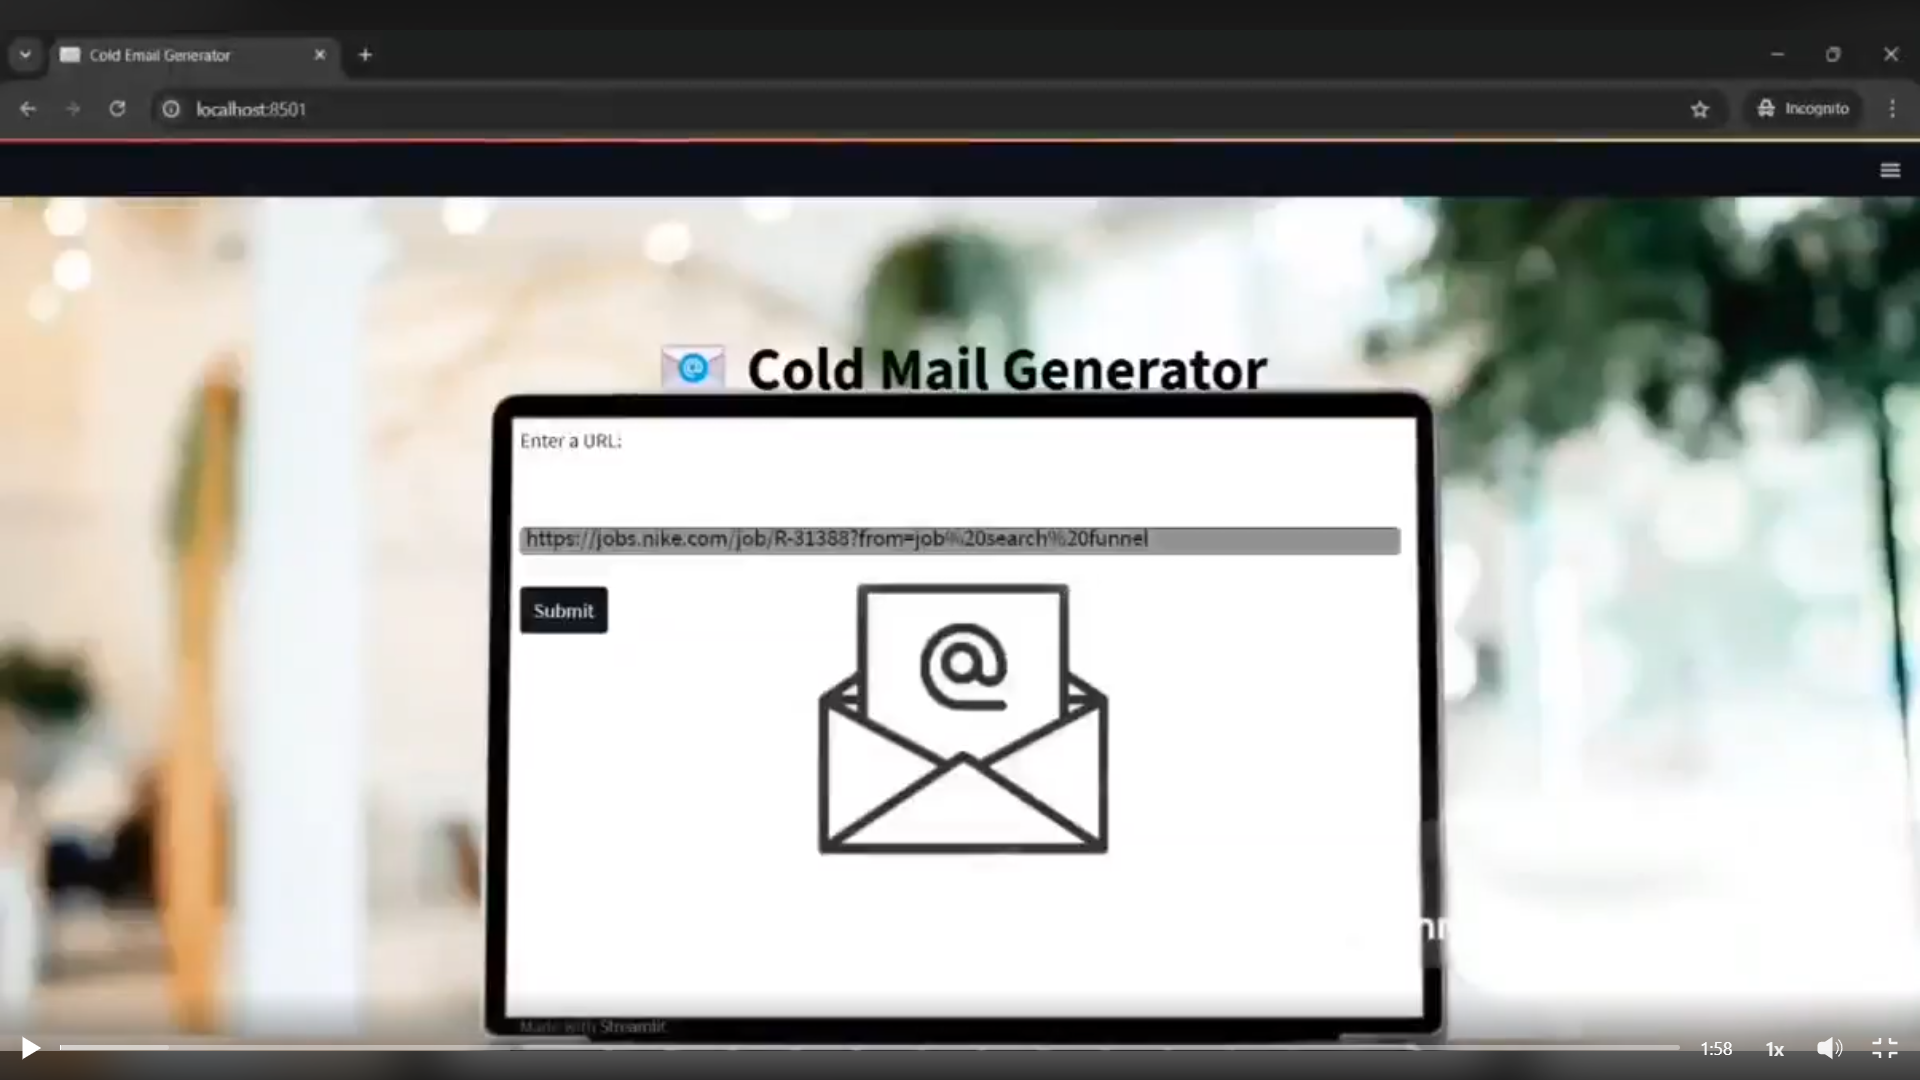 Cold Email Generator
localhost:8501
Incognito
@ Cold Mail Generator
Enter a URL:
https://jobs.nike.com/job/R-31388?from=job%20search%20funnel
Submit
@
Made with Streamlit
1:58
1x